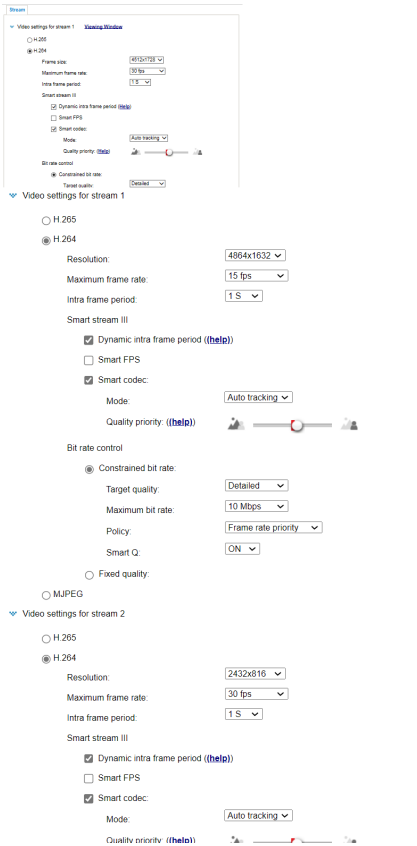 Stream
Video settings for stream 1 Viewing Window
H.265
H.264
Frame size: 4512x1728
Maximum frame rate: 30 fps
Intra frame period: 1 S
Smart stream III
Dynamic intra frame period (Help)
Smart FPS
Smart codec:
Mode: Auto tracking
Quality priority: (Help)
Bit rate control
Constrained bit rate:
Target quality: Detailed
Video settings for stream 1
H.265
H.264
Resolution: 4864x1632
Maximum frame rate: 15 fps
Intra frame period: 1 S
Smart stream III
Dynamic intra frame period ((help))
Smart FPS
Smart codec:
Mode: Auto tracking
Quality priority: ((help))
Bit rate control
Constrained bit rate:
Target quality: Detailed
Maximum bit rate: 10 Mbps
Policy: Frame rate priority
Smart Q: ON
Fixed quality:
MJPEG
Video settings for stream 2
H.265
H.264
Resolution: 2432x816
Maximum frame rate: 30 fps
Intra frame period: 1 S
Smart stream III
Dynamic intra frame period ((help))
Smart FPS
Smart codec:
Mode: Auto tracking
Quality priority: ((help))